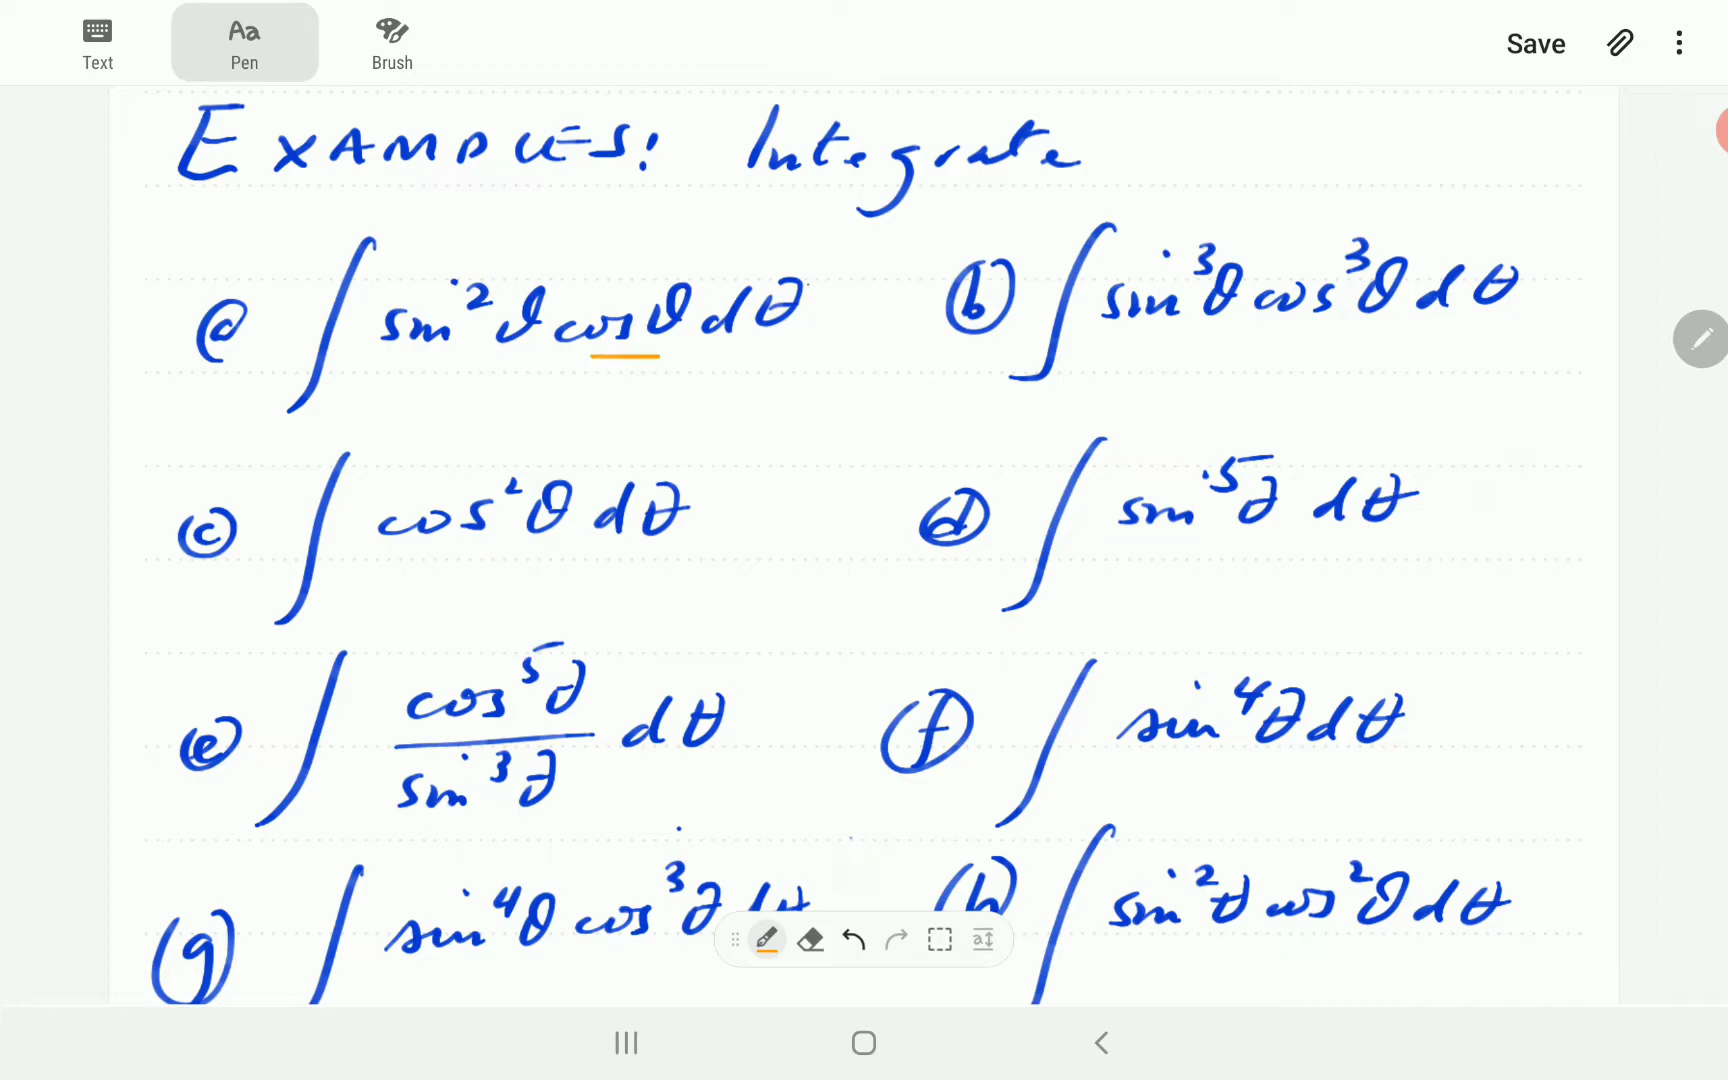 Text Pen Brush Save
EXAMPLES: Integrate
(a) ∫ sin²θ cosθ dθ (b) ∫ sin³θ cos³θ dθ
(c) ∫ cos²θ dθ (d) ∫ sin⁵θ dθ
(e) ∫ cos⁵θ / sin³θ dθ (f) ∫ sin⁴θ dθ
(g) ∫ sin⁴θ cos³θ dθ (h) ∫ sin²θ cos²θ dθ